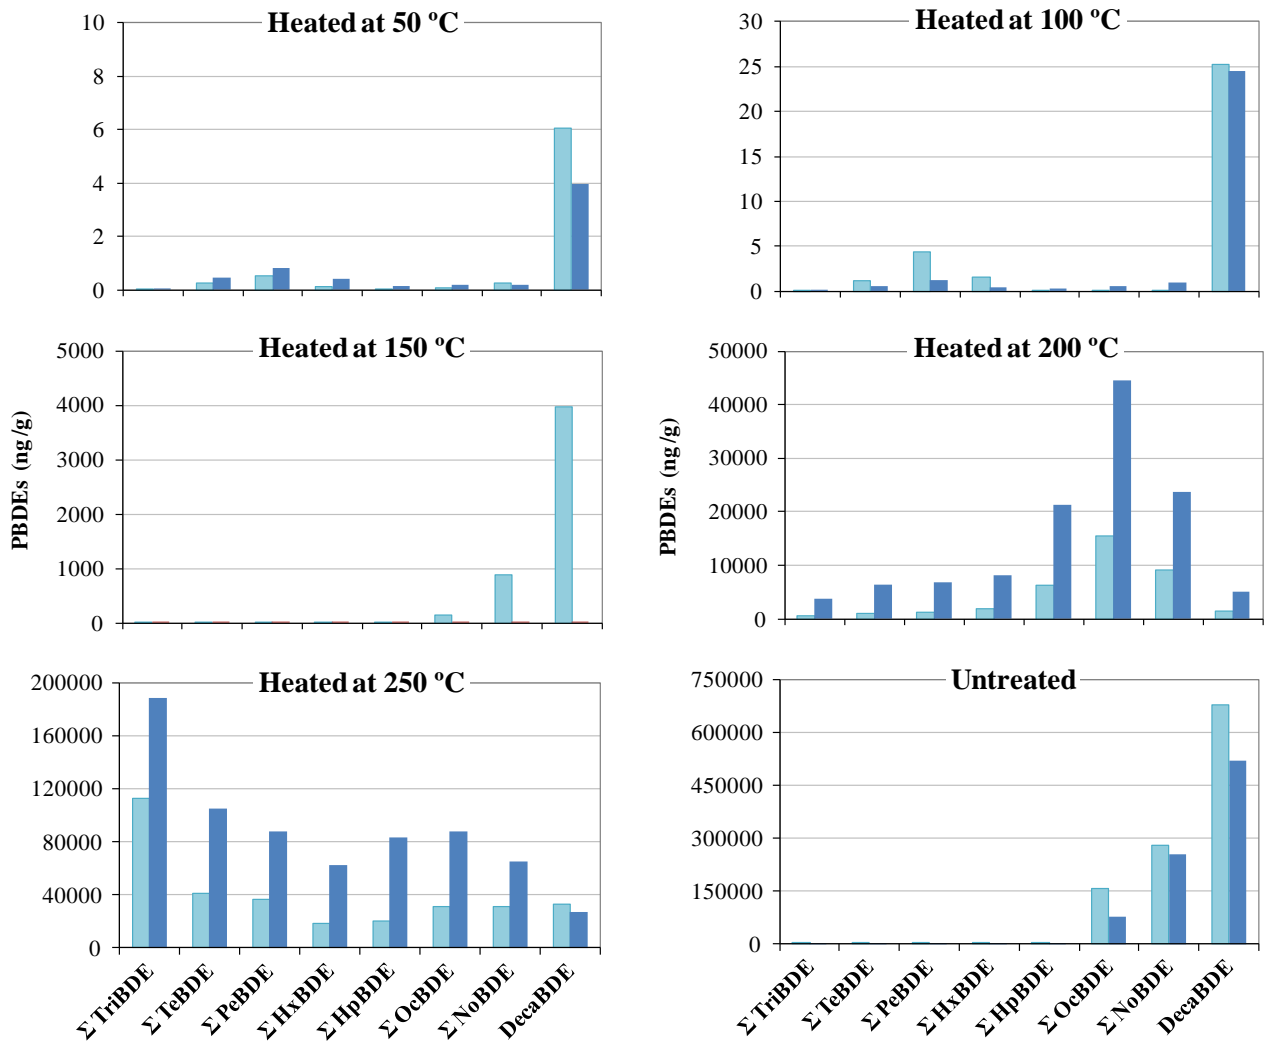 Heated at 50 ºC
10
8
6
4
2
0
Heated at 100 ºC
30
25
20
15
10
5
0
PBDEs (ng/g)
Heated at 150 ºC
5000
4000
3000
2000
1000
0
PBDEs (ng/g)
Heated at 200 ºC
50000
40000
30000
20000
10000
0
Heated at 250 ºC
200000
160000
120000
80000
40000
0
Σ TriBDE
Σ TeBDE
Σ PeBDE
Σ HxBDE
Σ HpBDE
Σ OcBDE
Σ NoBDE
DecaBDE
Untreated
750000
600000
450000
300000
150000
0
Σ TriBDE
Σ TeBDE
Σ PeBDE
Σ HxBDE
Σ HpBDE
Σ OcBDE
Σ NoBDE
DecaBDE